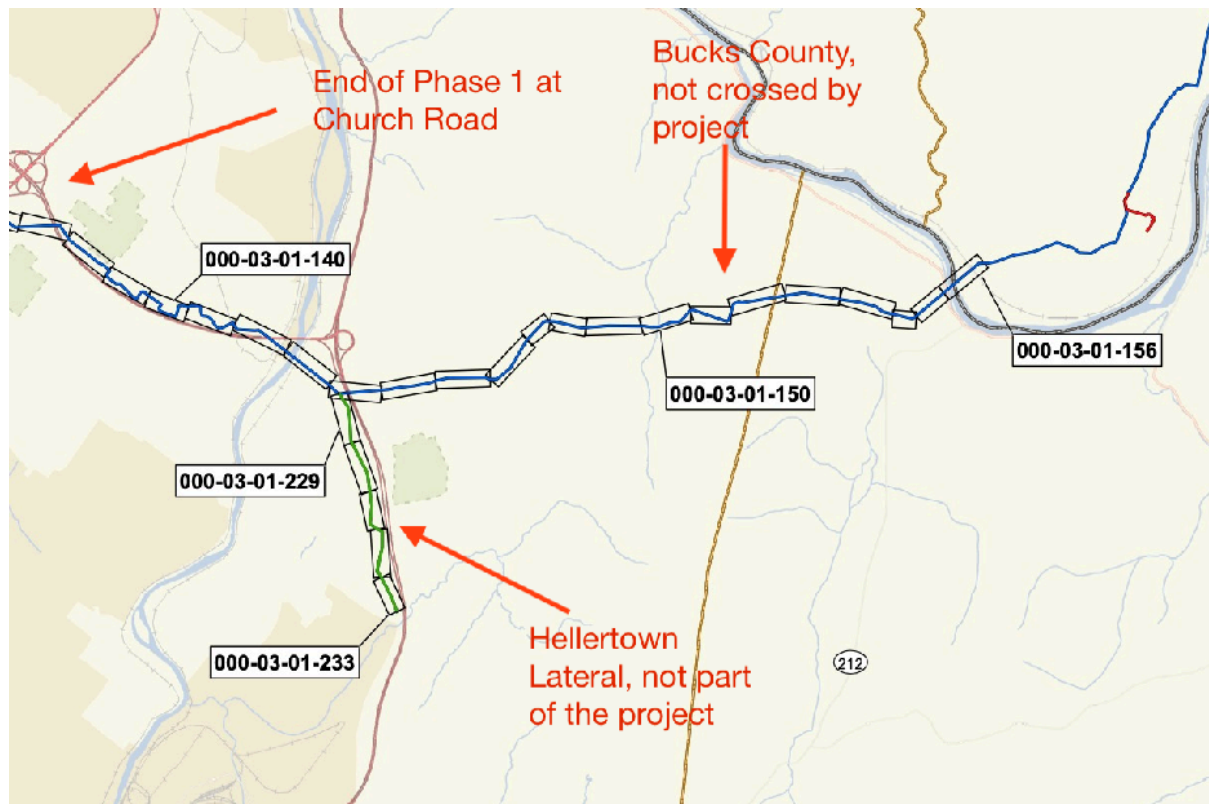 End of Phase 1 at
Church Road
Bucks County,
not crossed by
project
000-03-01-140
000-03-01-156
000-03-01-150
000-03-01-229
Hellertown
Lateral, not part
of the project
000-03-01-233
212